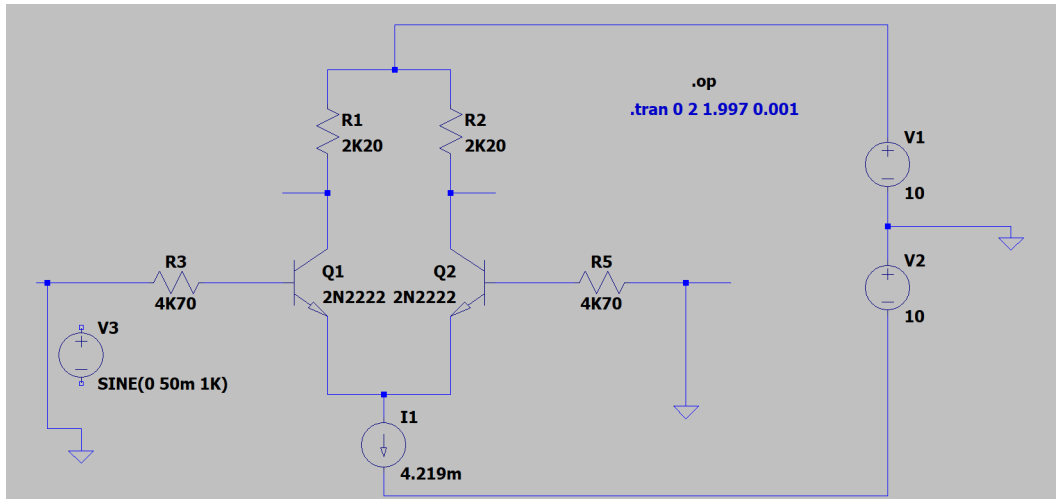 .op
.tran 0 2 1.997 0.001
R1
2K20
R2
2K20
V1
+
−
10
R3
4K70
Q1
2N2222
Q2
2N2222
R5
4K70
V2
+
−
10
V3
+
−
SINE(0 50m 1K)
I1
4.219m